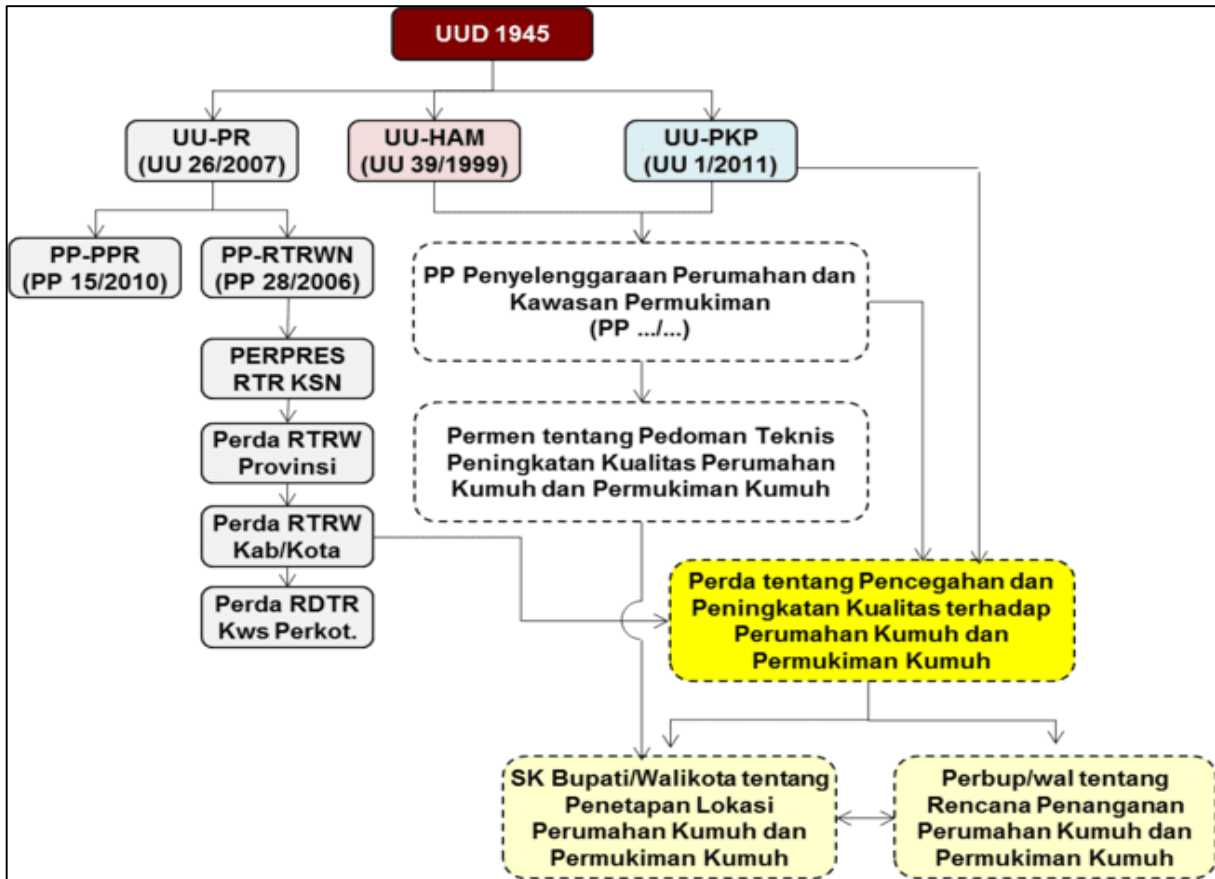 UUD 1945
UU-PR
(UU 26/2007)
UU-HAM
(UU 39/1999)
UU-PKP
(UU 1/2011)
PP-PPR
(PP 15/2010)
PP-RTRWN
(PP 28/2006)
PP Penyelenggaraan Perumahan dan
Kawasan Permukiman
(PP .../...)
PERPRES
RTR KSN
Perda RTRW
Provinsi
Permen tentang Pedoman Teknis
Peningkatan Kualitas Perumahan
Kumuh dan Permukiman Kumuh
Perda RTRW
Kab/Kota
Perda RDTR
Kws Perkot.
Perda tentang Pencegahan dan
Peningkatan Kualitas terhadap
Perumahan Kumuh dan
Permukiman Kumuh
SK Bupati/Walikota tentang
Penetapan Lokasi
Perumahan Kumuh dan
Permukiman Kumuh
Perbup/wal tentang
Rencana Penanganan
Perumahan Kumuh dan
Permukiman Kumuh